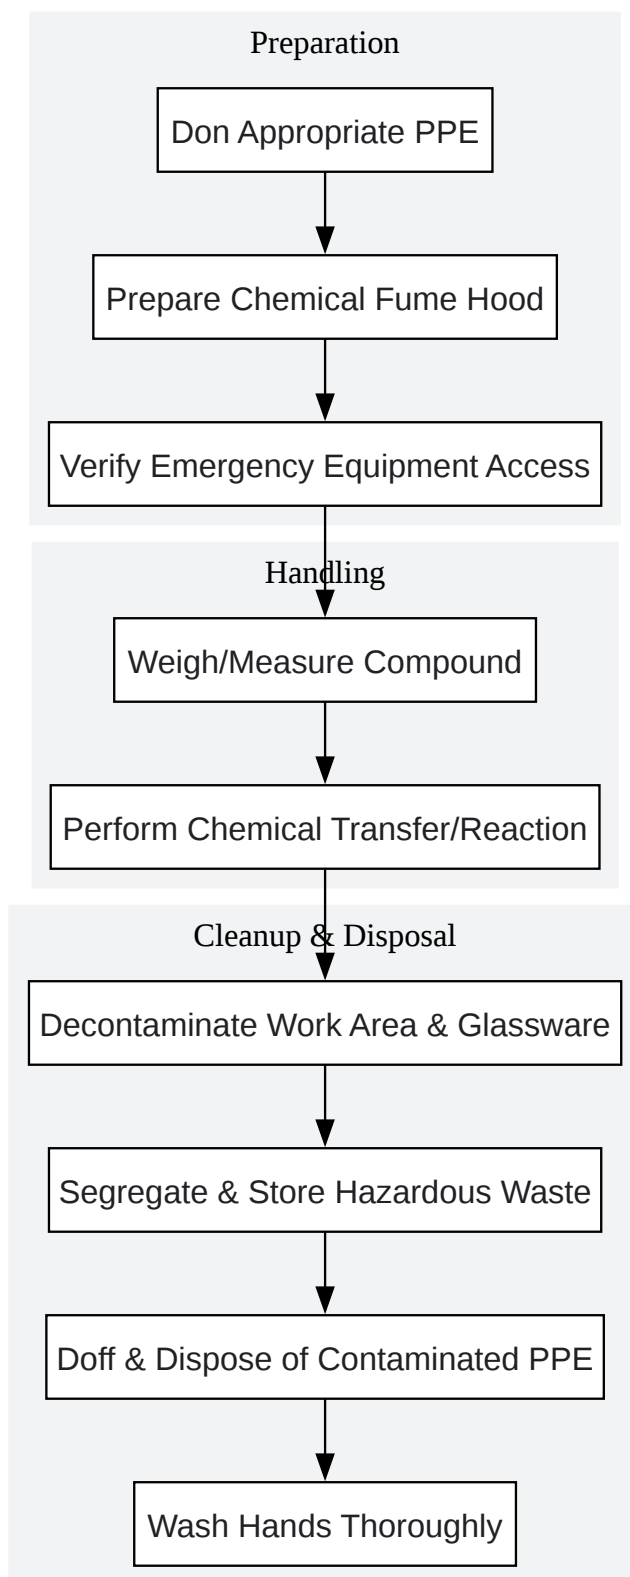 Preparation
Don Appropriate PPE
Prepare Chemical Fume Hood
Verify Emergency Equipment Access
Handling
Weigh/Measure Compound
Perform Chemical Transfer/Reaction
Cleanup & Disposal
Decontaminate Work Area & Glassware
Segregate & Store Hazardous Waste
Doff & Dispose of Contaminated PPE
Wash Hands Thoroughly